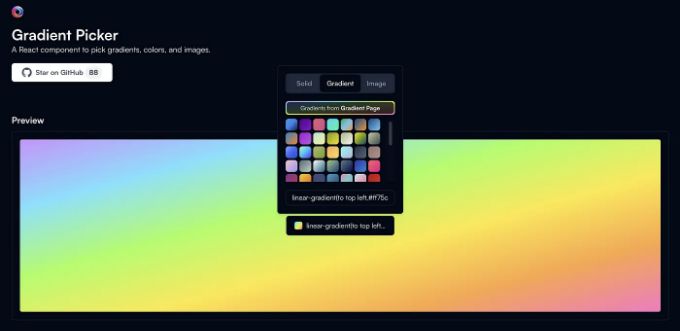 Gradient Picker
A React component to pick gradients, colors, and images.
Star on GitHub 88
Solid Gradient Image
Gradients from Gradient Page
Preview
linear-gradient(to top left,#ff75c
linear-gradient(to top left...